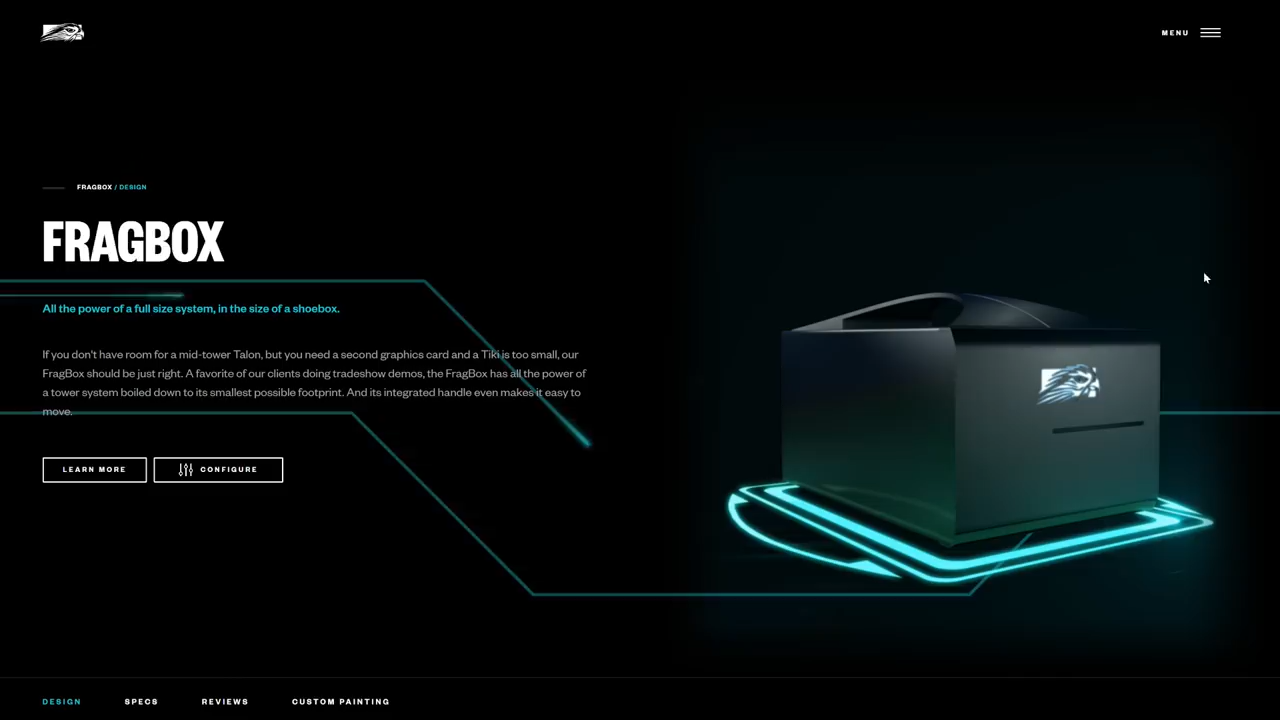 MENU
FRAGBOX / DESIGN
FRAGBOX
All the power of a full size system, in the size of a shoebox.
If you don't have room for a mid-tower Talon, but you need a second graphics card and a Tiki is too small, our
FragBox should be just right. A favorite of our clients doing tradeshow demos, the FragBox has all the power of
a tower system boiled down to its smallest possible footprint. And its integrated handle even makes it easy to
move.
LEARN MORE
CONFIGURE
DESIGN
SPECS
REVIEWS
CUSTOM PAINTING